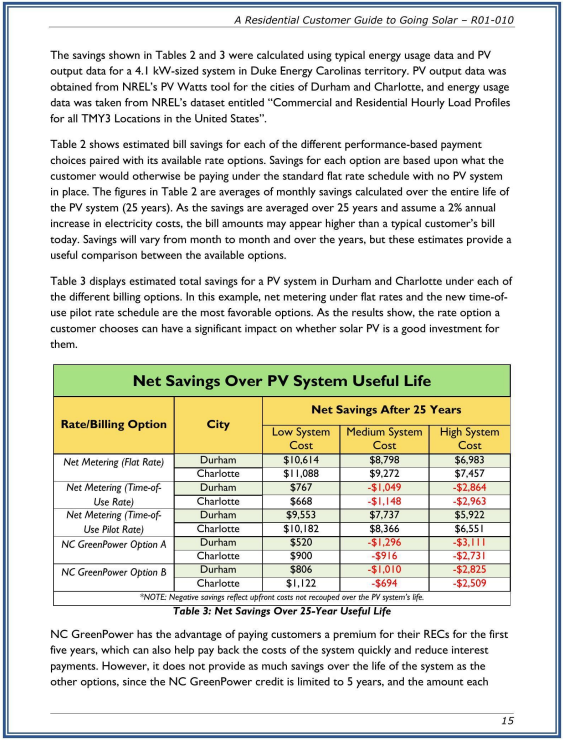 A Residential Customer Guide to Going Solar – R01-010
The savings shown in Tables 2 and 3 were calculated using typical energy usage data and PV
output data for a 4.1 kW-sized system in Duke Energy Carolinas territory. PV output data was
obtained from NREL's PV Watts tool for the cities of Durham and Charlotte, and energy usage
data was taken from NREL's dataset entitled "Commercial and Residential Hourly Load Profiles
for all TMY3 Locations in the United States".
Table 2 shows estimated bill savings for each of the different performance-based payment
choices paired with its available rate options. Savings for each option are based upon what the
customer would otherwise be paying under the standard flat rate schedule with no PV system
in place. The figures in Table 2 are averages of monthly savings calculated over the entire life of
the PV system (25 years). As the savings are averaged over 25 years and assume a 2% annual
increase in electricity costs, the bill amounts may appear higher than a typical customer's bill
today. Savings will vary from month to month and over the years, but these estimates provide a
useful comparison between the available options.
Table 3 displays estimated total savings for a PV system in Durham and Charlotte under each of
the different billing options. In this example, net metering under flat rates and the new time-of-
use pilot rate schedule are the most favorable options. As the results show, the rate option a
customer chooses can have a significant impact on whether solar PV is a good investment for
them.
Net Savings Over PV System Useful Life
Rate/Billing Option City Net Savings After 25 Years
Low System Cost Medium System Cost High System Cost
Net Metering (Flat Rate) Durham $10,614 $8,798 $6,983
Charlotte $11,088 $9,272 $7,457
Net Metering (Time-of- Durham $767 -$1,049 -$2,864
Use Rate) Charlotte $668 -$1,148 -$2,963
Net Metering (Time-of- Durham $9,553 $7,737 $5,922
Use Pilot Rate) Charlotte $10,182 $8,366 $6,551
NC GreenPower Option A Durham $520 -$1,296 -$3,111
Charlotte $900 -$916 -$2,731
NC GreenPower Option B Durham $806 -$1,010 -$2,825
Charlotte $1,122 -$694 -$2,509
*NOTE: Negative savings reflect upfront costs not recouped over the PV system's life.
Table 3: Net Savings Over 25-Year Useful Life
NC GreenPower has the advantage of paying customers a premium for their RECs for the first
five years, which can also help pay back the costs of the system quickly and reduce interest
payments. However, it does not provide as much savings over the life of the system as the
other options, since the NC GreenPower credit is limited to 5 years, and the amount each
15